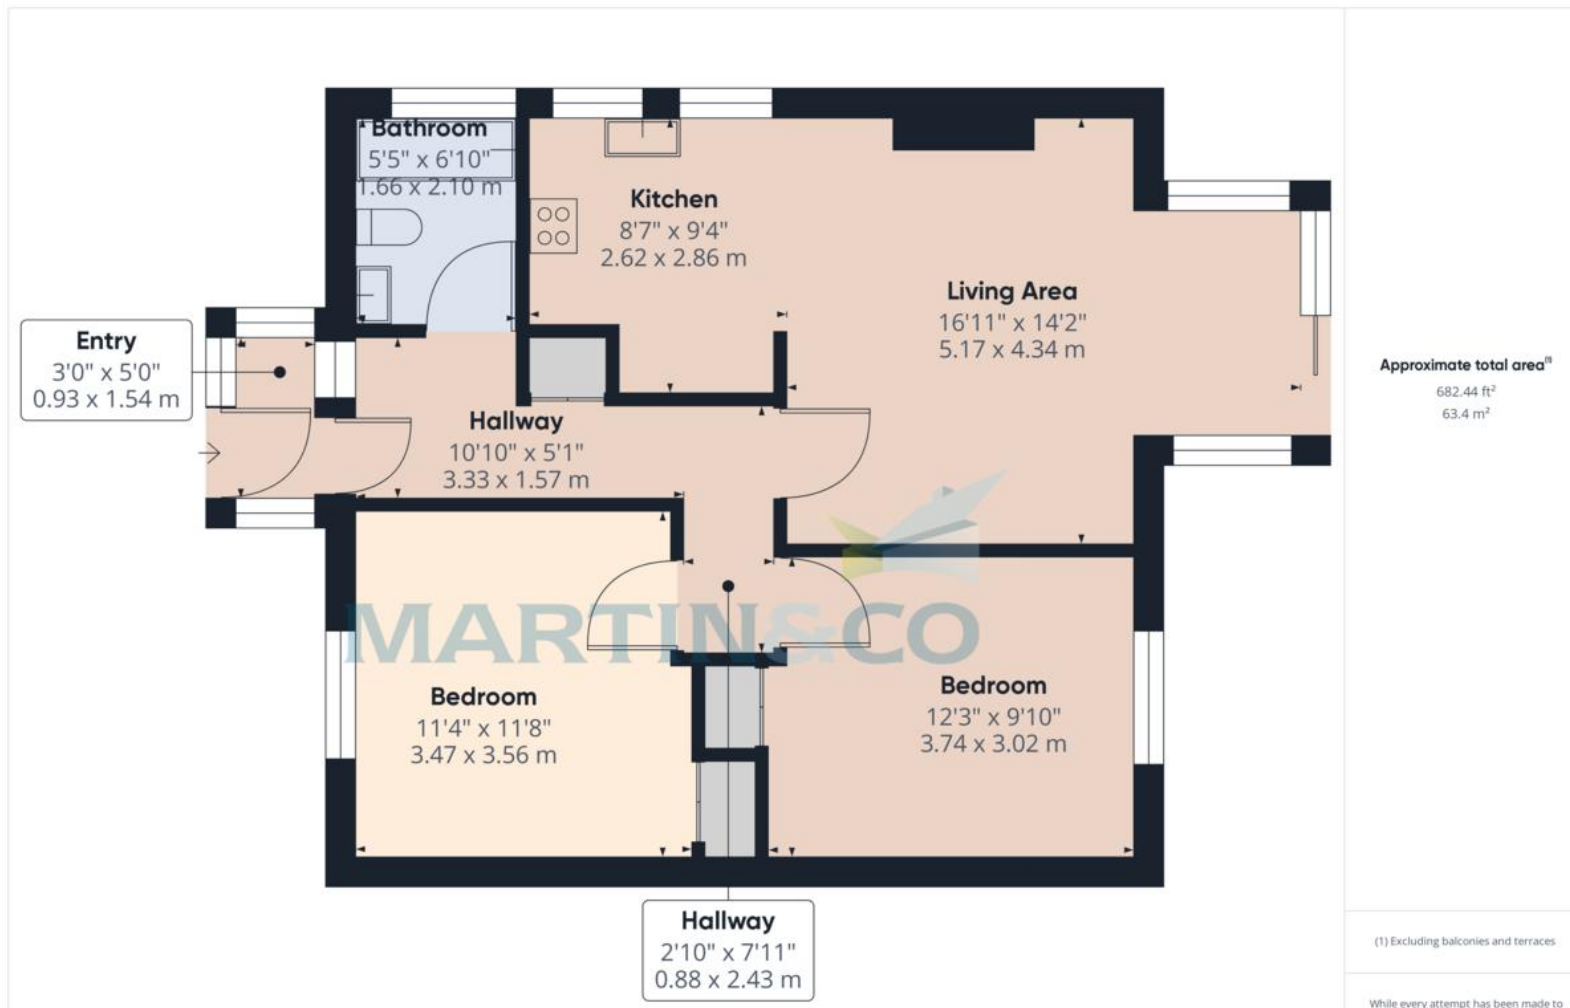 Bathroom
5'5" x 6'10"
1.66 x 2.10 m
Kitchen
8'7" x 9'4"
2.62 x 2.86 m
Living Area
16'11" x 14'2"
5.17 x 4.34 m
Entry
3'0" x 5'0"
0.93 x 1.54 m
Hallway
10'10" x 5'1"
3.33 x 1.57 m
MARTIN&CO
Bedroom
11'4" x 11'8"
3.47 x 3.56 m
Bedroom
12'3" x 9'10"
3.74 x 3.02 m
Hallway
2'10" x 7'11"
0.88 x 2.43 m
Approximate total area(1)
682.44 ft²
63.4 m²
(1) Excluding balconies and terraces
While every attempt has been made to